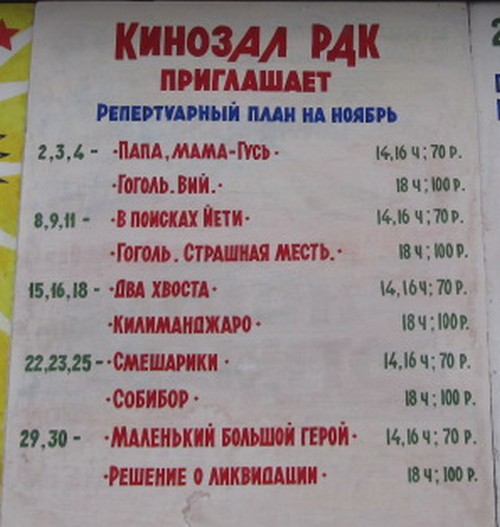 КИНОЗАЛ РДК
ПРИГЛАШАЕТ
РЕПЕРТУАРНЫЙ ПЛАН НА НОЯБРЬ
2,3,4 - ·ПАПА, МАМА-ГУСЬ· 14,16 Ч; 70 Р.
·ГОГОЛЬ. ВИЙ.· 18 Ч; 100 Р.
8,9,11 - ·В ПОИСКАХ ЙЕТИ· 14,16 Ч; 70 Р.
·ГОГОЛЬ. СТРАШНАЯ МЕСТЬ.· 18 Ч; 100 Р.
15,16,18 - ·ДВА ХВОСТА· 14,16 Ч; 70 Р.
·КИЛИМАНДЖАРО· 18 Ч; 100 Р.
22,23,25 - ·СМЕШАРИКИ· 14,16 Ч; 70 Р.
·СОБИБОР· 18 Ч; 100 Р.
29,30 - ·МАЛЕНЬКИЙ БОЛЬШОЙ ГЕРОЙ· 14,16 Ч; 70 Р.
·РЕШЕНИЕ О ЛИКВИДАЦИИ· 18 Ч; 100 Р.